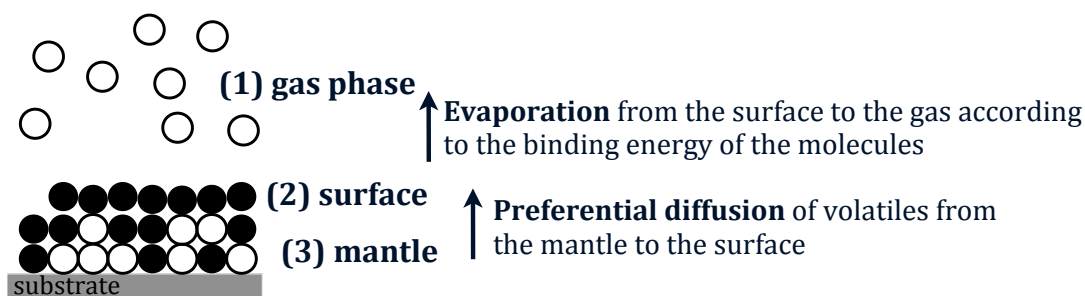 (1) gas phase
Evaporation from the surface to the gas according
to the binding energy of the molecules
(2) surface
Preferential diffusion of volatiles from
the mantle to the surface
(3) mantle
substrate